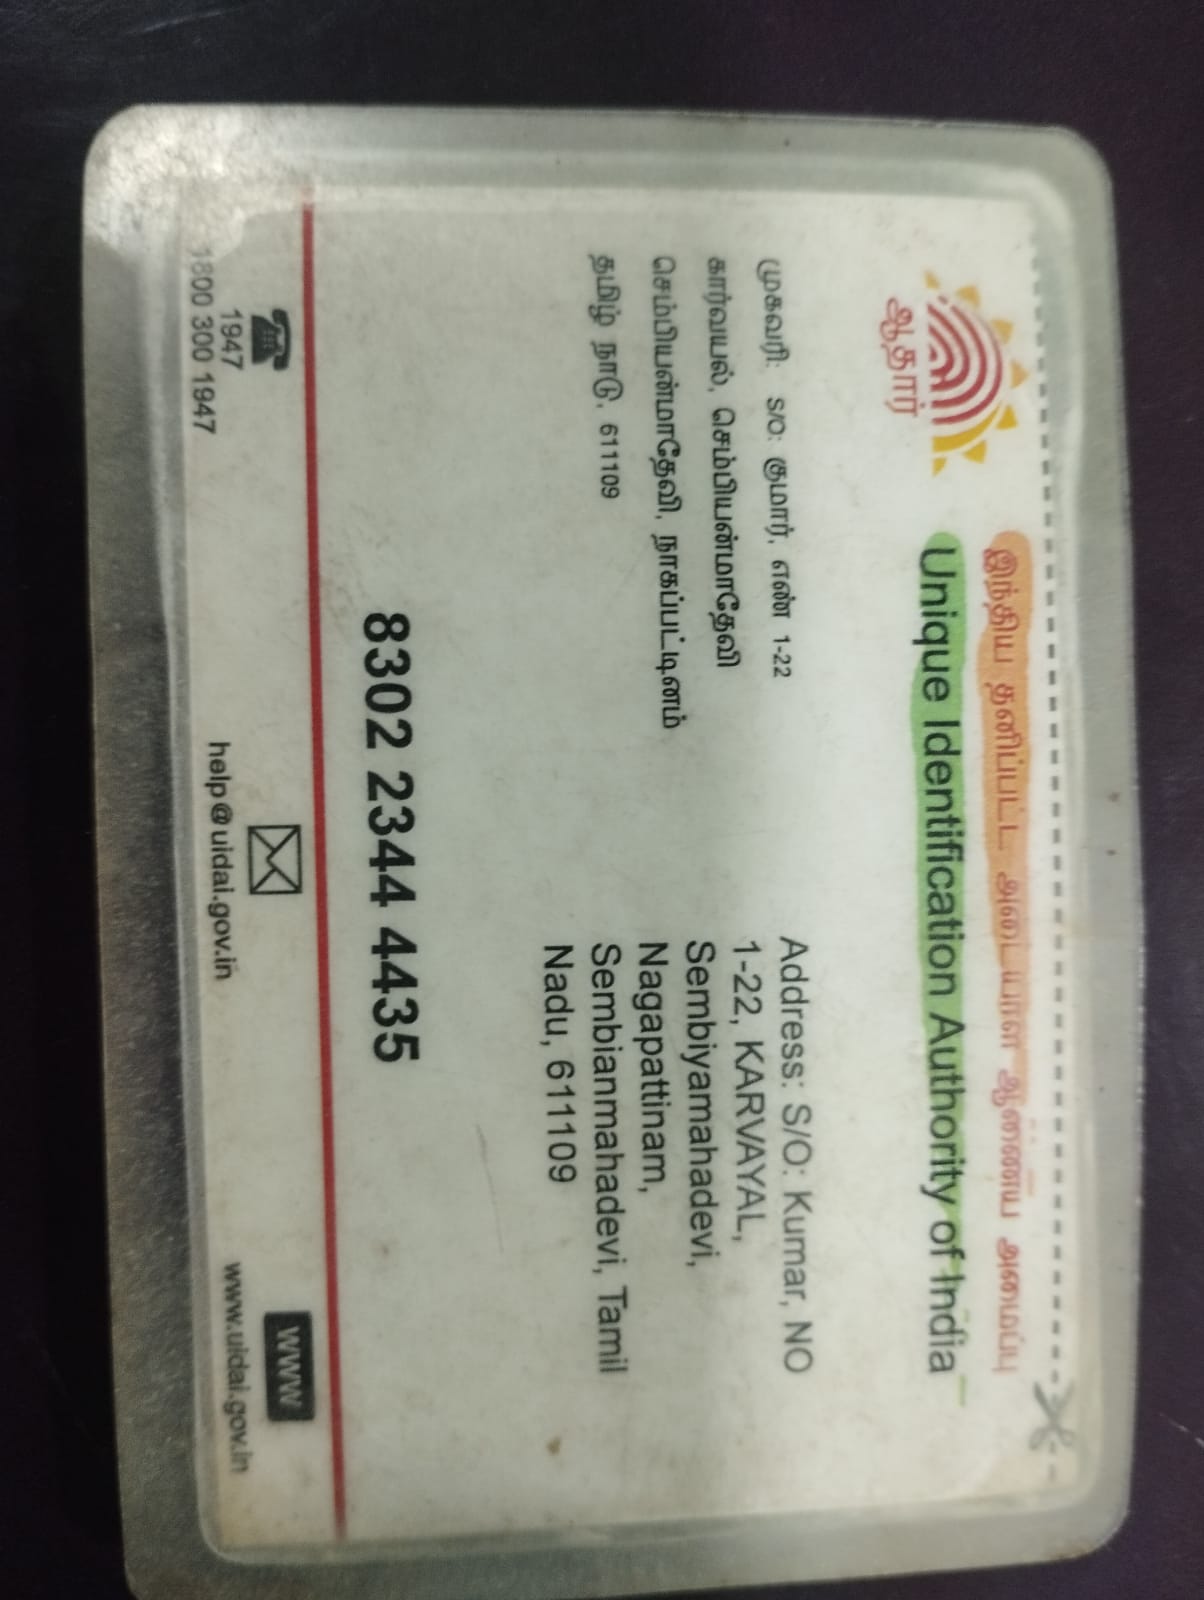 இந்திய தனிப்பட்ட அடையாள ஆணைய அமைப்பு
Unique Identification Authority of India
ஆதார்
முகவரி: S/O: குமார், எண் 1-22
கார்வயல், செம்பியன்மாதேவி
செம்பியன்மாதேவி, நாகப்பட்டினம்
தமிழ் நாடு, 611109
Address: S/O: Kumar, NO
1-22, KARVAYAL,
Sembiyamahadevi,
Nagapattinam,
Sembianmahadevi, Tamil
Nadu, 611109
8302 2344 4435
1947
1800 300 1947
help@uidai.gov.in
WWW
www.uidai.gov.in